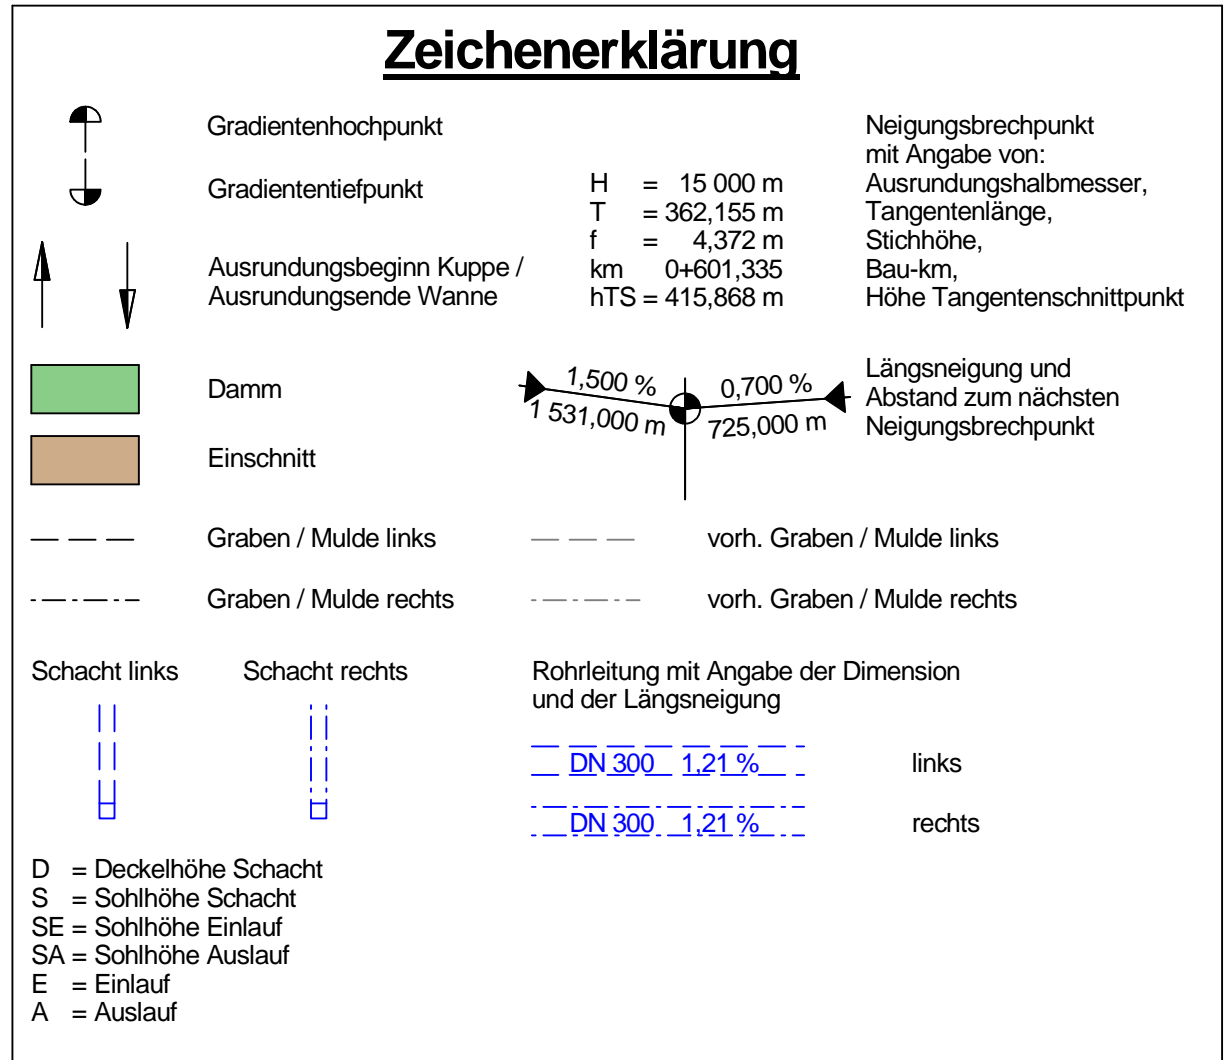 Zeichenerklärung
Gradientenhochpunkt
Gradiententiefpunkt
Ausrundungsbeginn Kuppe /
Ausrundungsende Wanne
H = 15 000 m
T = 362,155 m
f = 4,372 m
km 0+601,335
hTS = 415,868 m
Neigungsbrechpunkt
mit Angabe von:
Ausrundungshalbmesser,
Tangentenlänge,
Stichhöhe,
Bau-km,
Höhe Tangentenschnittpunkt
Damm
Einschnitt
1,500 %
1 531,000 m
0,700 %
725,000 m
Längsneigung und
Abstand zum nächsten
Neigungsbrechpunkt
Graben / Mulde links
vorh. Graben / Mulde links
Graben / Mulde rechts
vorh. Graben / Mulde rechts
Schacht links
Schacht rechts
Rohrleitung mit Angabe der Dimension
und der Längsneigung
DN 300 1,21 %
links
DN 300 1,21 %
rechts
D = Deckelhöhe Schacht
S = Sohlhöhe Schacht
SE = Sohlhöhe Einlauf
SA = Sohlhöhe Auslauf
E = Einlauf
A = Auslauf